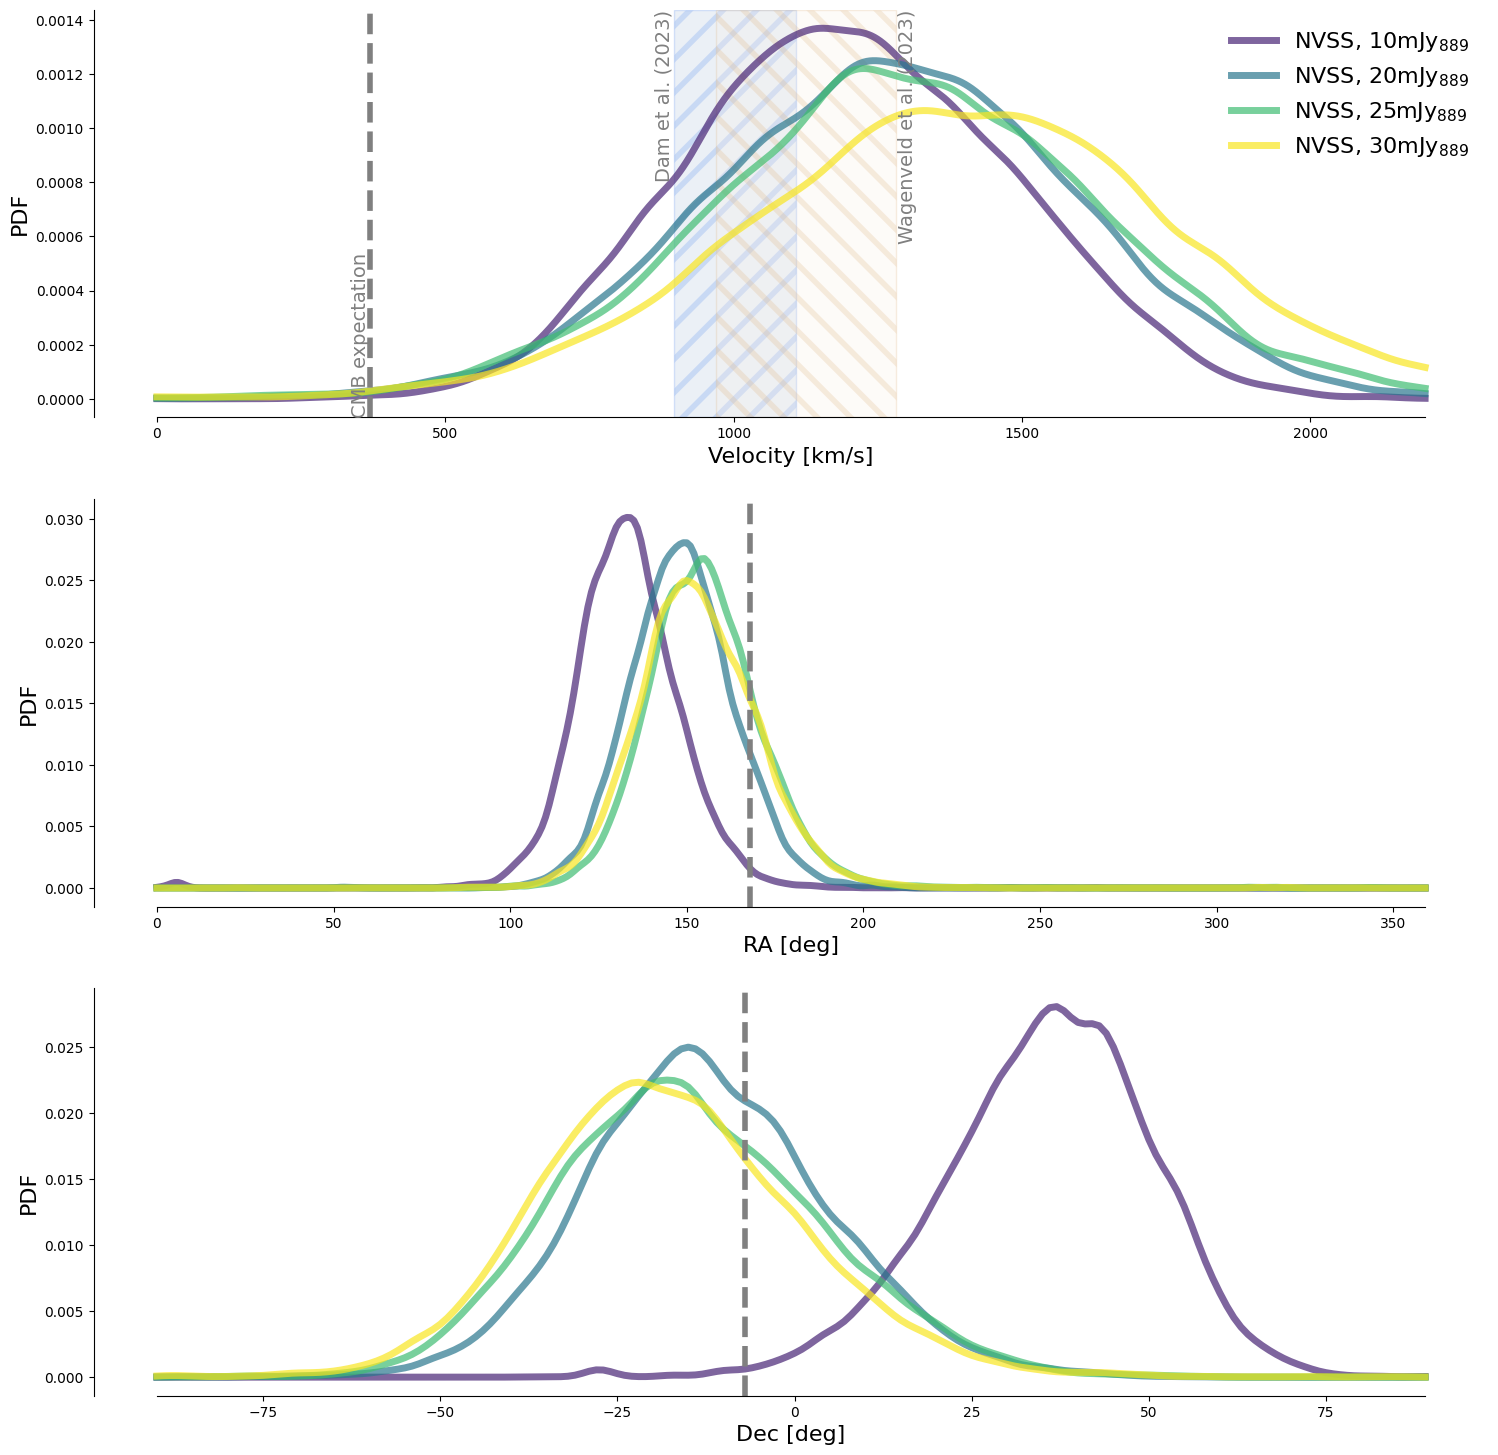 0.0014
0.0012
0.0010
0.0008
0.0006
0.0004
0.0002
0.0000
PDF
CMB expectation
Dam et al. (2023)
Wagenveld et al. (2023)
NVSS, 10mJy889
NVSS, 20mJy889
NVSS, 25mJy889
NVSS, 30mJy889
0 500 1000 1500 2000
Velocity [km/s]
0.030
0.025
0.020
0.015
0.010
0.005
0.000
PDF
0 50 100 150 200 250 300 350
RA [deg]
0.025
0.020
0.015
0.010
0.005
0.000
PDF
−75 −50 −25 0 25 50 75
Dec [deg]